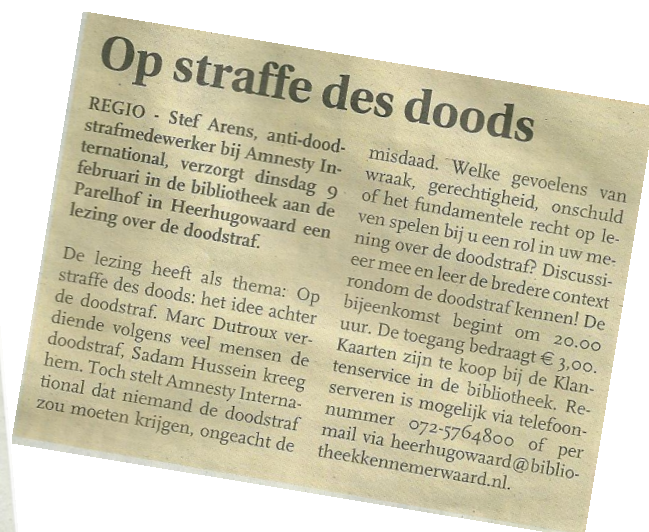 Op straffe des doods
REGIO - Stef Arens, anti-dood-
strafmedewerker bij Amnesty In-
ternational, verzorgt dinsdag 9
februari in de bibliotheek aan de
Parelhof in Heerhugowaard een
lezing over de doodstraf.
De lezing heeft als thema: Op
straffe des doods: het idee achter
de doodstraf. Marc Dutroux ver-
diende volgens veel mensen de
doodstraf, Sadam Hussein kreeg
hem. Toch stelt Amnesty Interna-
tional dat niemand de doodstraf
zou moeten krijgen, ongeacht de
misdaad. Welke gevoelens van
wraak, gerechtigheid, onschuld
of het fundamentele recht op le-
ven spelen bij u een rol in uw me-
ning over de doodstraf? Discussi-
eer mee en leer de bredere context
rondom de doodstraf kennen! De
bijeenkomst begint om 20.00
uur. De toegang bedraagt € 3,00.
Kaarten zijn te koop bij de Klan-
tenservice in de bibliotheek. Re-
serveren is mogelijk via telefoon-
nummer 072-5764800 of per
mail via heerhugowaard@biblio-
theekkennemerwaard.nl.